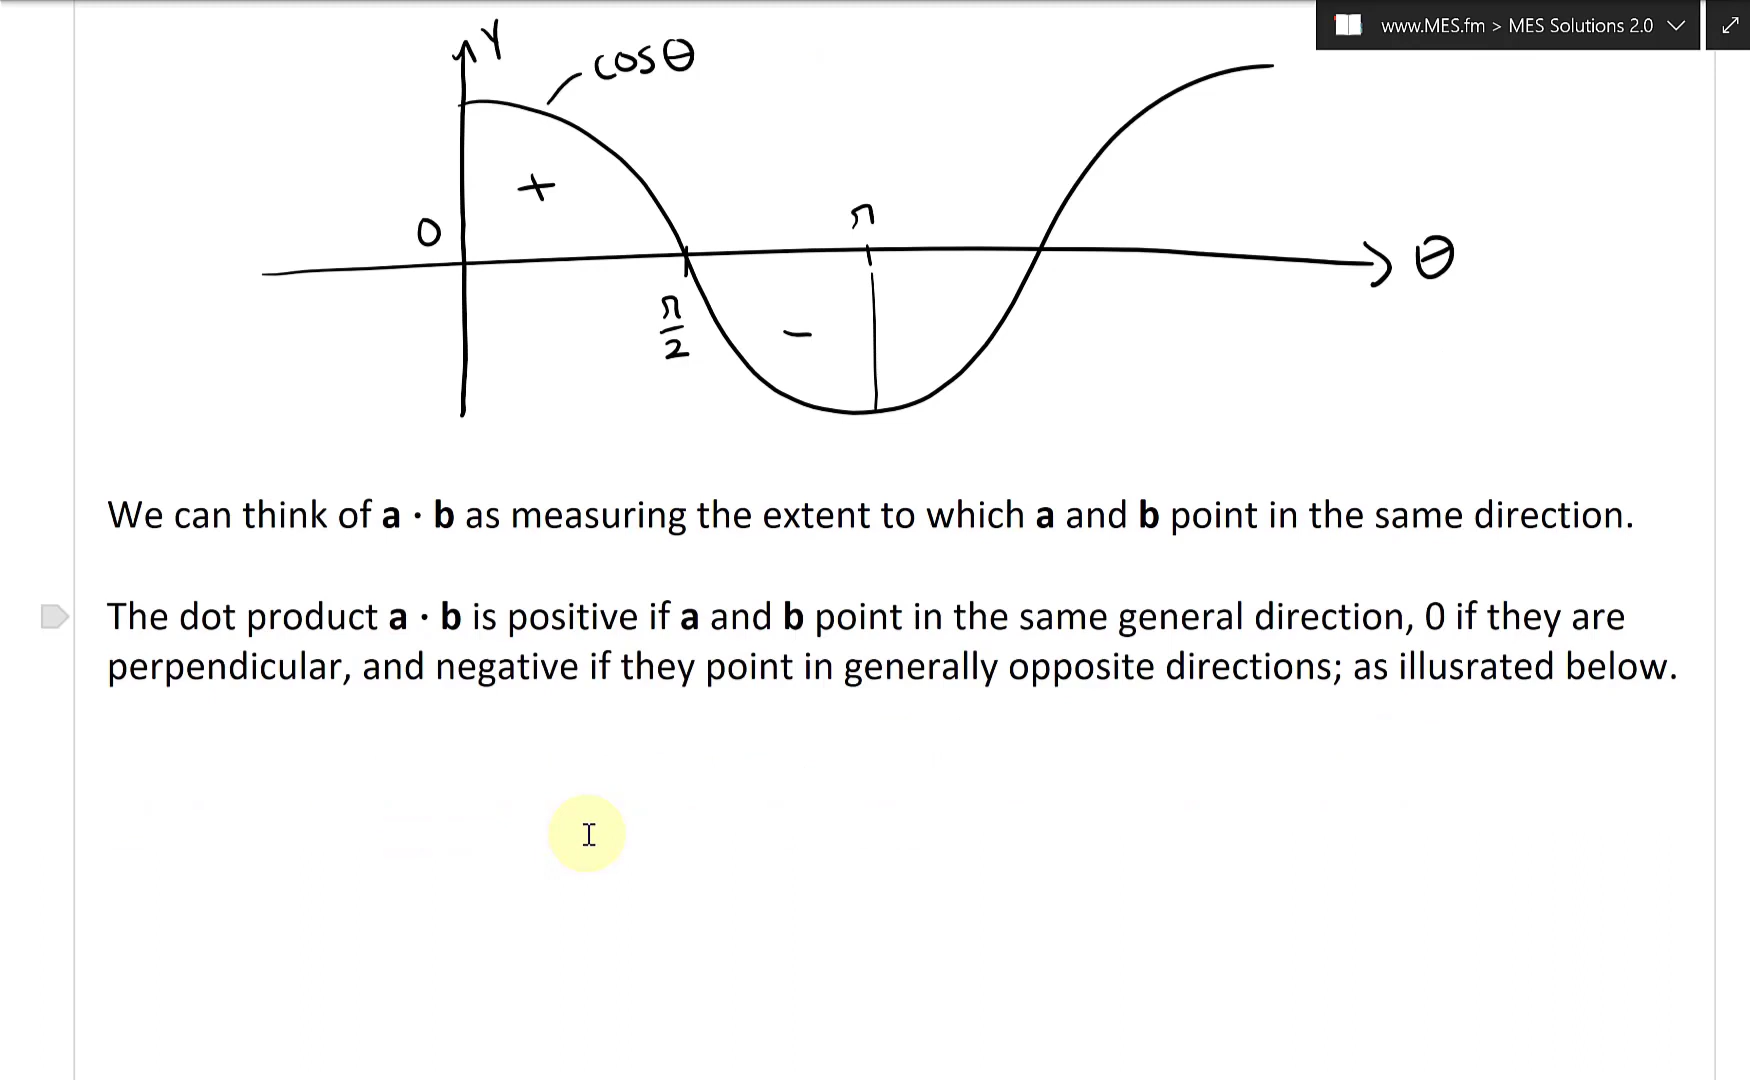 www.MES.fm > MES Solutions 2.0
Y
cosθ
+
0
π
θ
π
2
−
We can think of a · b as measuring the extent to which a and b point in the same direction.
The dot product a · b is positive if a and b point in the same general direction, 0 if they are
perpendicular, and negative if they point in generally opposite directions; as illusrated below.